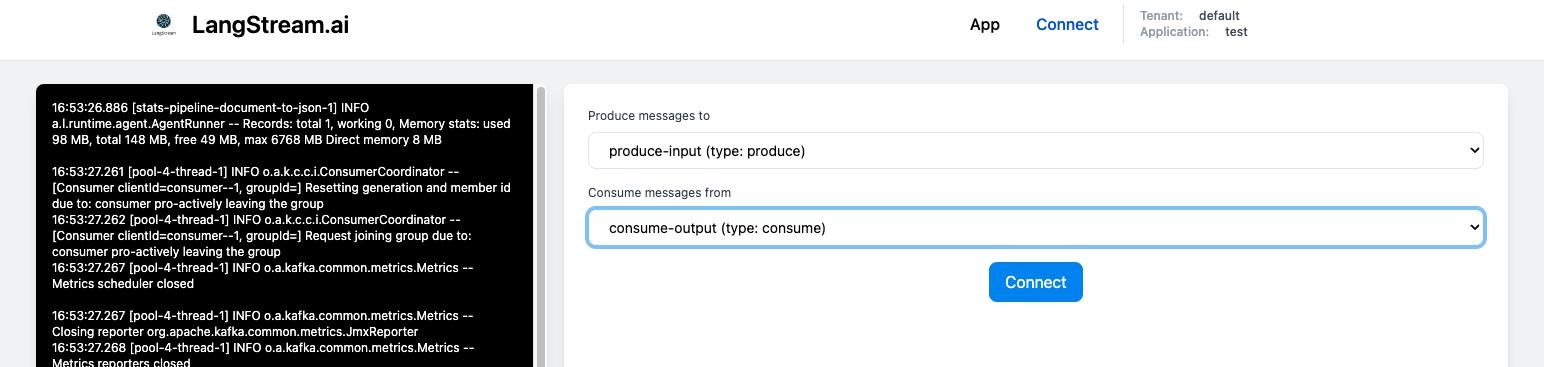 LangStream
LangStream.ai
App
Connect
Tenant: default
Application: test
16:53:26.886 [stats-pipeline-document-to-json-1] INFO
a.l.runtime.agent.AgentRunner -- Records: total 1, working 0, Memory stats: used
98 MB, total 148 MB, free 49 MB, max 6768 MB Direct memory 8 MB
16:53:27.261 [pool-4-thread-1] INFO o.a.k.c.c.i.ConsumerCoordinator --
[Consumer clientId=consumer--1, groupId=] Resetting generation and member id
due to: consumer pro-actively leaving the group
16:53:27.262 [pool-4-thread-1] INFO o.a.k.c.c.i.ConsumerCoordinator --
[Consumer clientId=consumer--1, groupId=] Request joining group due to:
consumer pro-actively leaving the group
16:53:27.267 [pool-4-thread-1] INFO o.a.kafka.common.metrics.Metrics --
Metrics scheduler closed
16:53:27.267 [pool-4-thread-1] INFO o.a.kafka.common.metrics.Metrics --
Closing reporter org.apache.kafka.common.metrics.JmxReporter
16:53:27.268 [pool-4-thread-1] INFO o.a.kafka.common.metrics.Metrics --
Metrics reporters closed
Produce messages to
produce-input (type: produce)
Consume messages from
consume-output (type: consume)
Connect